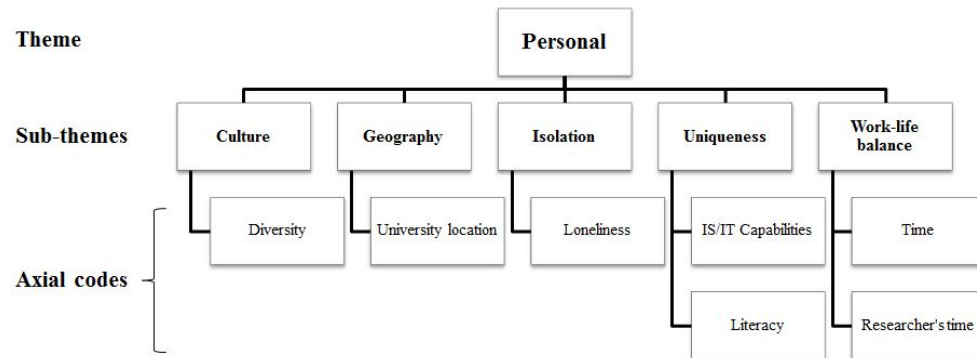 Theme
Personal
Sub-themes
Culture
Geography
Isolation
Uniqueness
Work-life
balance
Axial codes
Diversity
University location
Loneliness
IS/IT Capabilities
Time
Literacy
Researcher's time